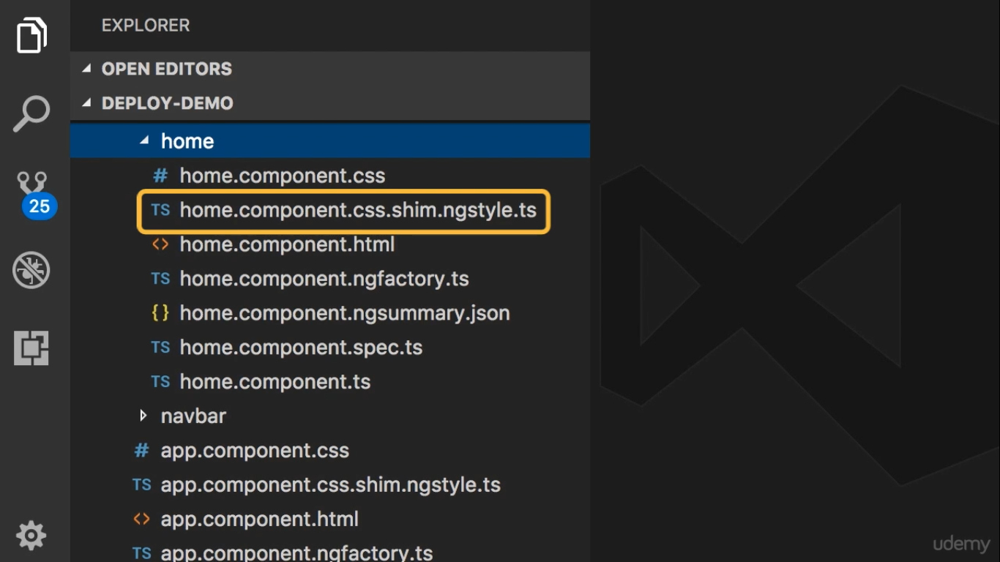 EXPLORER
OPEN EDITORS
DEPLOY-DEMO
home
# home.component.css
TS home.component.css.shim.ngstyle.ts
25
<> home.component.html
TS home.component.ngfactory.ts
{} home.component.ngsummary.json
TS home.component.spec.ts
TS home.component.ts
navbar
# app.component.css
TS app.component.css.shim.ngstyle.ts
<> app.component.html
TS app.component.ngfactory.ts
udemy